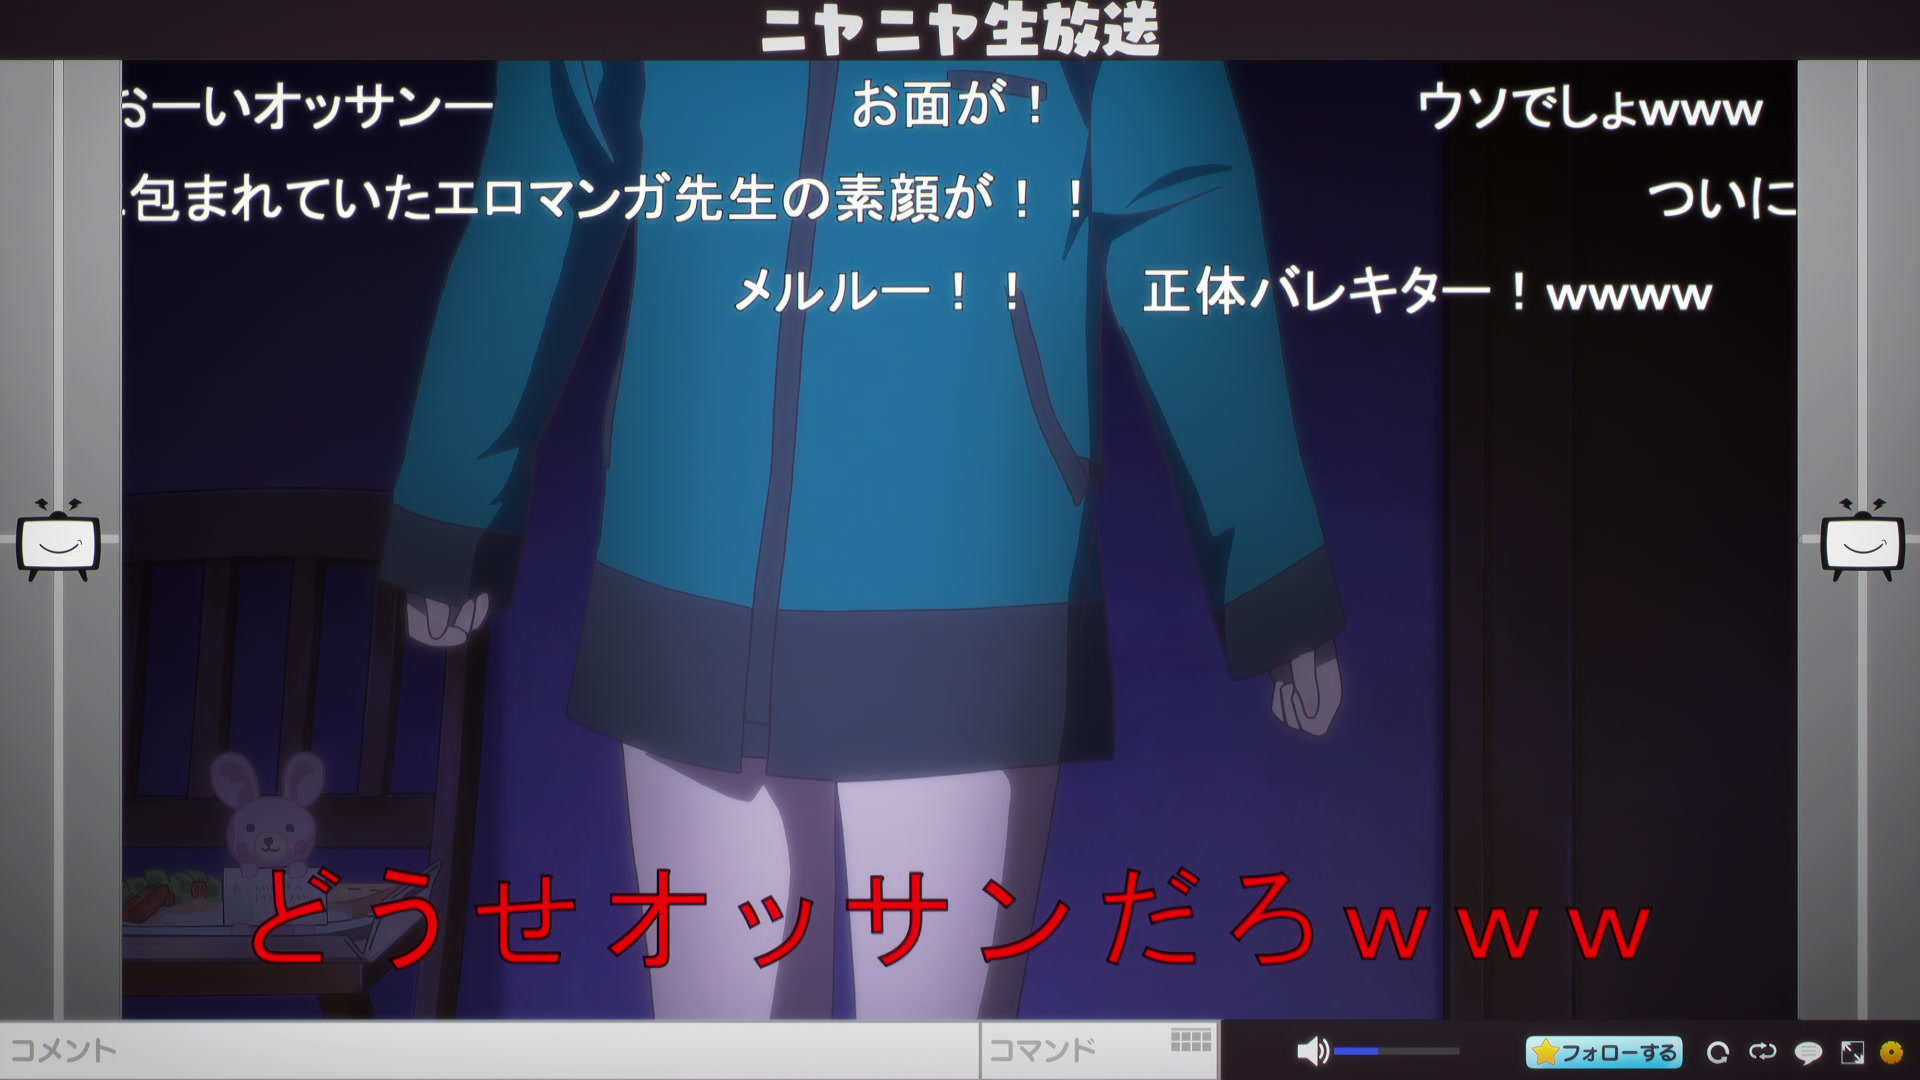 ニヤニヤ生放送
おーいオッサンー
お面が!
ウソでしょwww
包まれていたエロマンガ先生の素顔が!!
ついに
メルルー!!
正体バレキター!wwww
どうせオッサンだろwww
コメント
コマンド
フォローする